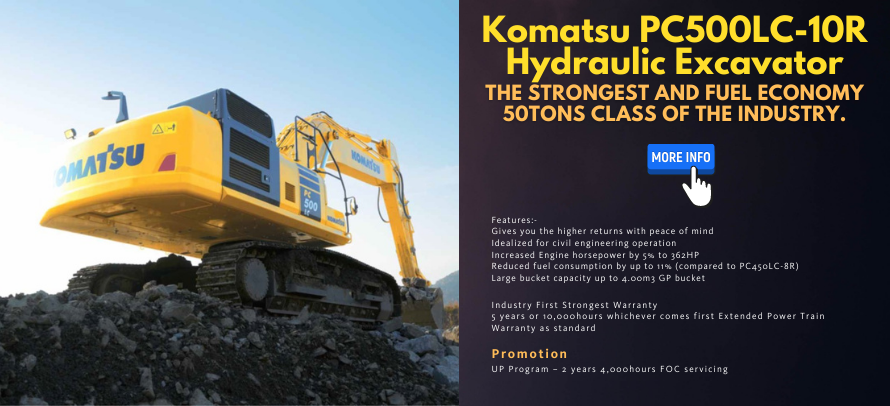 Komatsu PC500LC-10R
Hydraulic Excavator
THE STRONGEST AND FUEL ECONOMY
50TONS CLASS OF THE INDUSTRY.
MORE INFO
Features:-
Gives you the higher returns with peace of mind
Idealized for civil engineering operation
Increased Engine horsepower by 5% to 362HP
Reduced fuel consumption by up to 11% (compared to PC450LC-8R)
Large bucket capacity up to 4.00m3 GP bucket
Industry First Strongest Warranty
5 years or 10,000hours whichever comes first Extended Power Train
Warranty as standard
Promotion
UP Program – 2 years 4,000hours FOC servicing
KOMATSU
KOMATSU
PC
500
LC